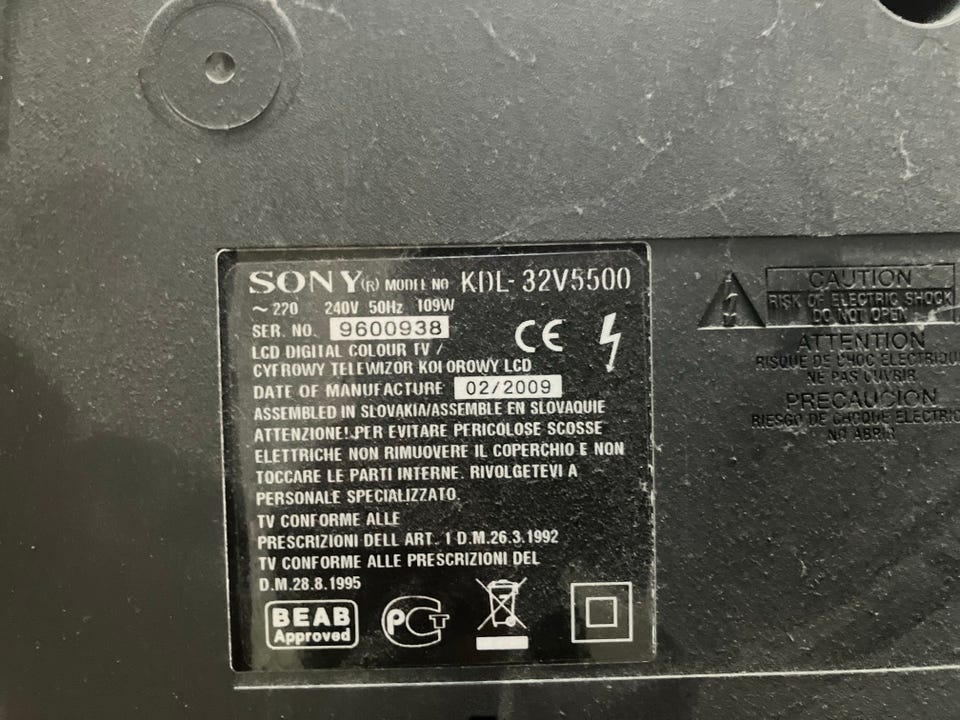 SONY(R) MODEL NO KDL-32V5500
~220 240V 50Hz 109W
SER. NO. 9600938
CE
LCD DIGITAL COLOUR TV /
CYFROWY TELEWIZOR KOLOROWY LCD
DATE OF MANUFACTURE 02/2009
ASSEMBLED IN SLOVAKIA/ASSEMBLE EN SLOVAQUIE
ATTENZIONE!.PER EVITARE PERICOLOSE SCOSSE
ELETTRICHE NON RIMUOVERE IL COPERCHIO E NON
TOCCARE LE PARTI INTERNE. RIVOLGETEVI A
PERSONALE SPECIALIZZATO.
TV CONFORME ALLE
PRESCRIZIONI DELL ART. 1 D.M.26.3.1992
TV CONFORME ALLE PRESCRIZIONI DEL
D.M.28.8.1995
BEAB
Approved
PCT
CAUTION
RISK OF ELECTRIC SHOCK
DO NOT OPEN
ATTENTION
RISQUE DE CHOC ELECTRIQU
NE PAS OUVRIR
PRECAUCION
RIESGO DE CHOQUE ELECTRIC
NO ABRIR